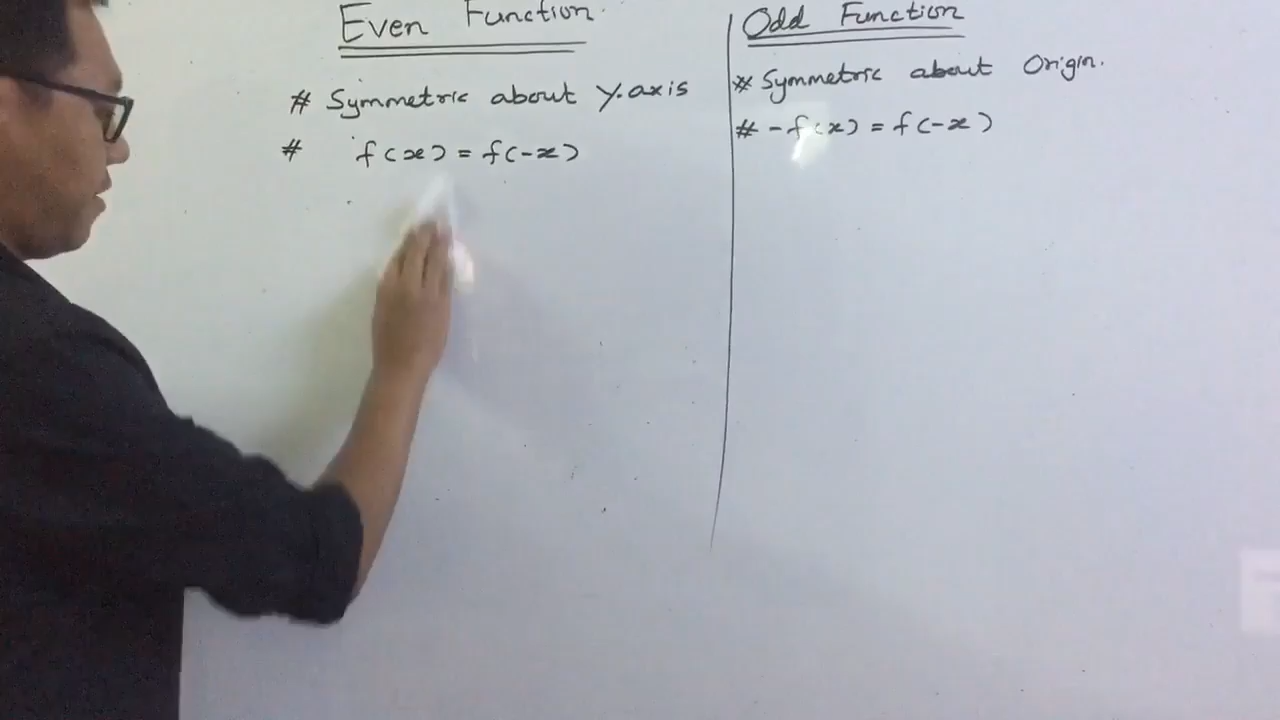 Even Function.
# Symmetric about Y.axis
# f(x) = f(-x)
Odd Function
# Symmetric about Origin.
# -f(x) = f(-x)